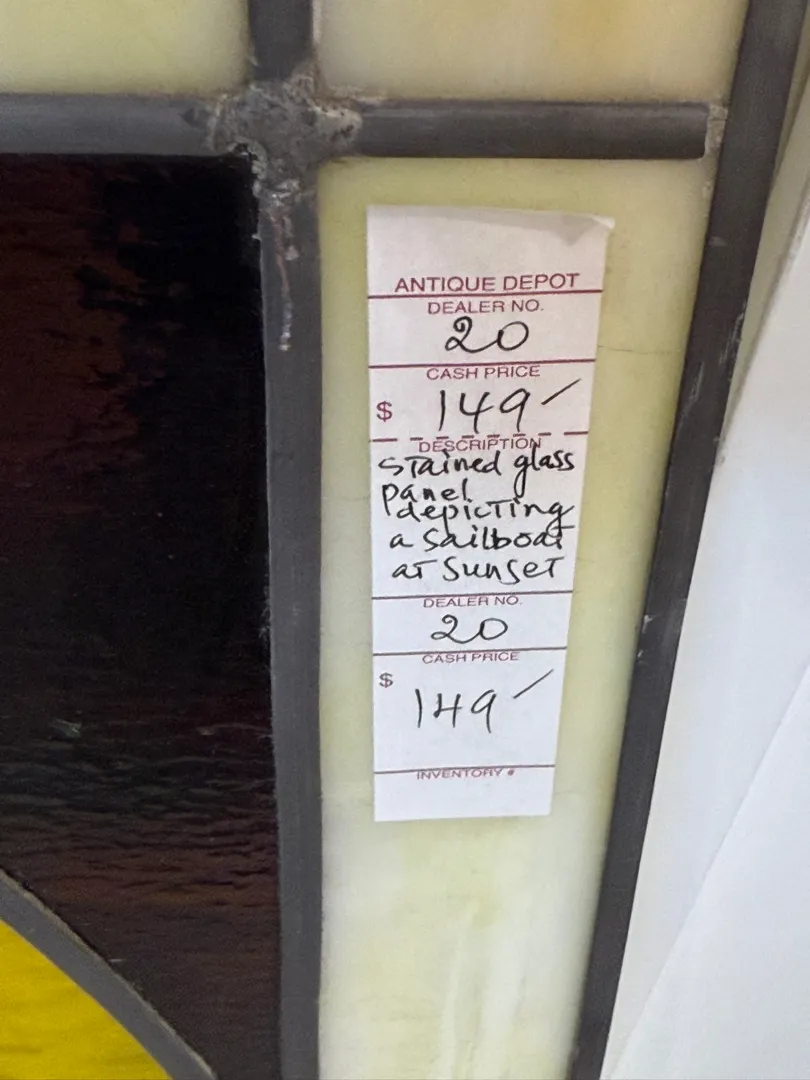 ANTIQUE DEPOT
DEALER NO.
20
CASH PRICE
$ 149-
DESCRIPTION
Stained glass
panel
depicting
a Sailboat
at Sunset
DEALER NO.
20
CASH PRICE
$ 149-
INVENTORY #